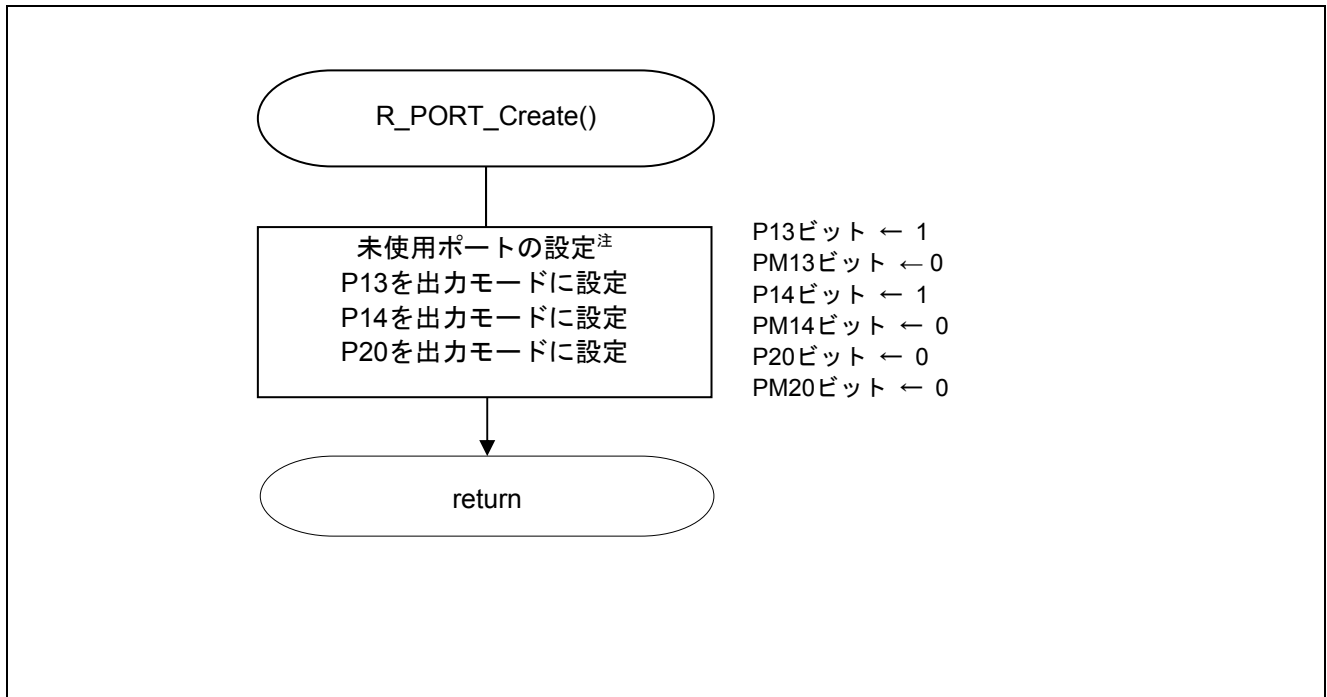 R_PORT_Create()
未使用ポートの設定注
P13を出力モードに設定
P14を出力モードに設定
P20を出力モードに設定
P13ビット ← 1
PM13ビット ← 0
P14ビット ← 1
PM14ビット ← 0
P20ビット ← 0
PM20ビット ← 0
return